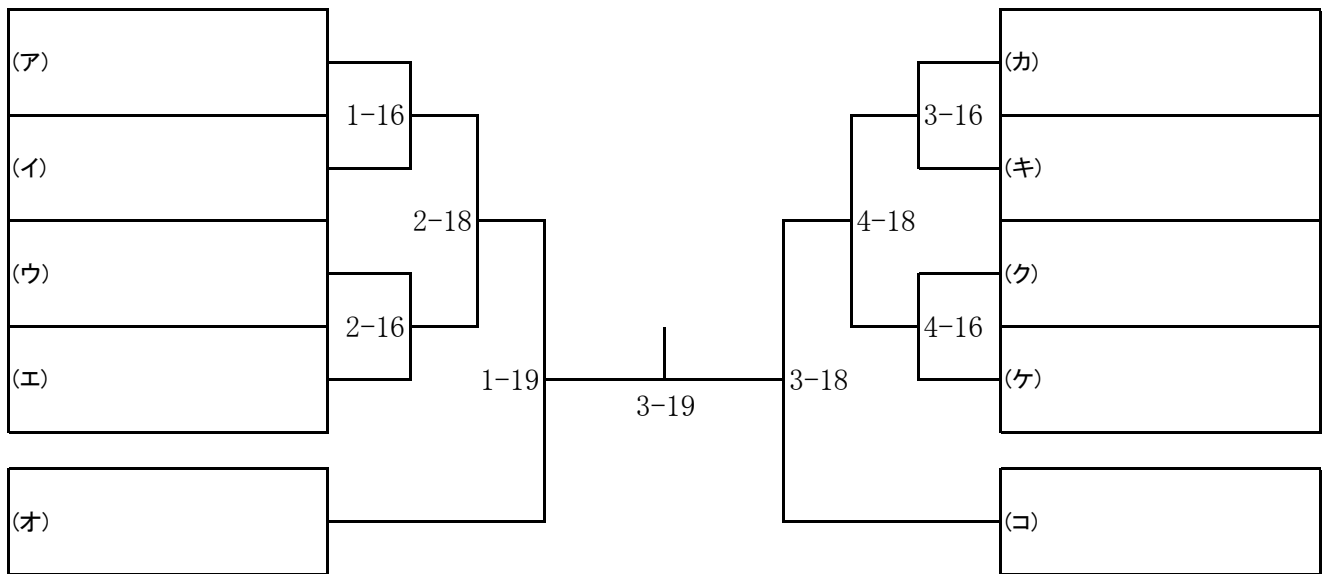 (ア)
(カ)
1-16
3-16
(イ)
(キ)
2-18
4-18
(ウ)
(ク)
2-16
4-16
(エ)
1-19
3-18
(ケ)
3-19
(オ)
(コ)